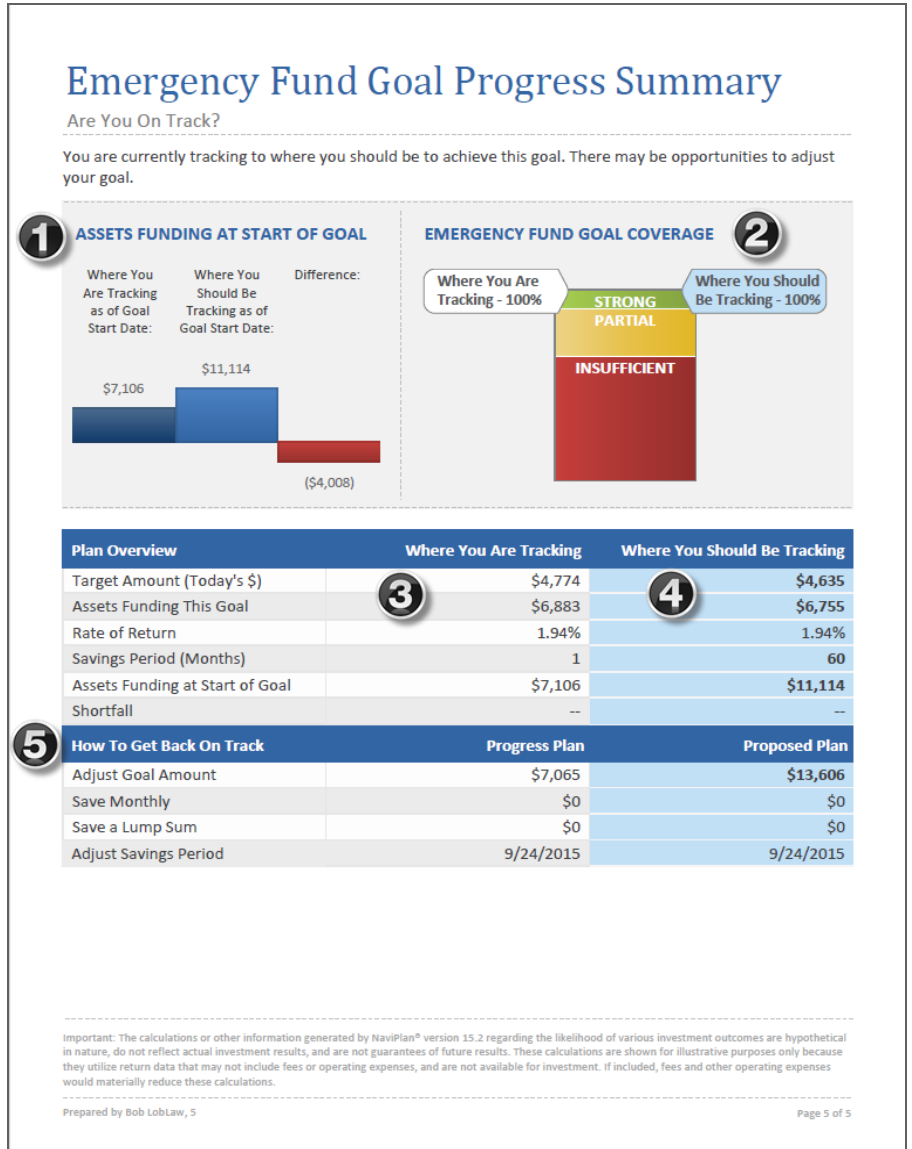 Emergency Fund Goal Progress Summary
Are You On Track?
You are currently tracking to where you should be to achieve this goal. There may be opportunities to adjust
your goal.
1 ASSETS FUNDING AT START OF GOAL
Where You
Are Tracking
as of Goal
Start Date:
Where You
Should Be
Tracking as of
Goal Start Date:
Difference:
$7,106
$11,114
($4,008)
EMERGENCY FUND GOAL COVERAGE 2
Where You Are
Tracking - 100%
STRONG
PARTIAL
INSUFFICIENT
Where You Should
Be Tracking - 100%
Plan Overview Where You Are Tracking Where You Should Be Tracking
Target Amount (Today's $) $4,774 $4,635
3 4
Assets Funding This Goal $6,883 $6,755
Rate of Return 1.94% 1.94%
Savings Period (Months) 1 60
Assets Funding at Start of Goal $7,106 $11,114
Shortfall -- --
5 How To Get Back On Track Progress Plan Proposed Plan
Adjust Goal Amount $7,065 $13,606
Save Monthly $0 $0
Save a Lump Sum $0 $0
Adjust Savings Period 9/24/2015 9/24/2015
Important: The calculations or other information generated by NaviPlan® version 15.2 regarding the likelihood of various investment outcomes are hypothetical
in nature, do not reflect actual investment results, and are not guarantees of future results. These calculations are shown for illustrative purposes only because
they utilize return data that may not include fees or operating expenses, and are not available for investment. If included, fees and other operating expenses
would materially reduce these calculations.
Prepared by Bob LobLaw, 5 Page 5 of 5